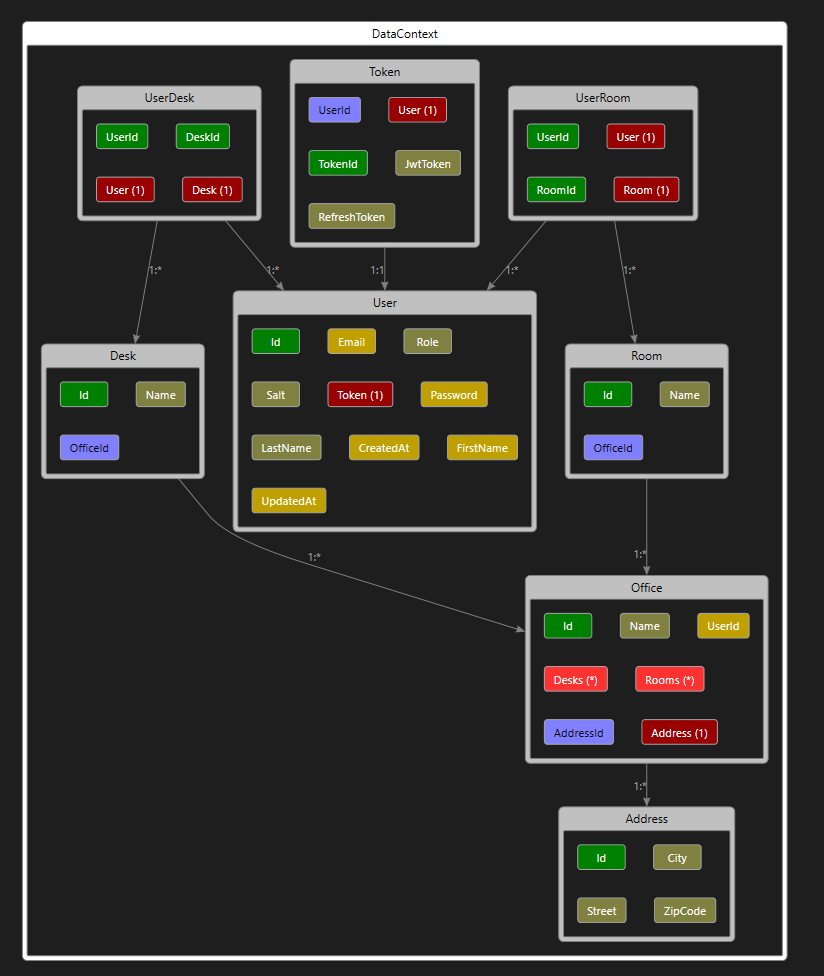 DataContext
UserDesk
UserId
DeskId
User (1)
Desk (1)
Token
UserId
User (1)
TokenId
JwtToken
RefreshToken
UserRoom
UserId
User (1)
RoomId
Room (1)
1:*
1:*
1:1
1:*
1:*
Desk
Id
Name
OfficeId
User
Id
Email
Role
Salt
Token (1)
Password
LastName
CreatedAt
FirstName
UpdatedAt
Room
Id
Name
OfficeId
1:*
1:*
Office
Id
Name
UserId
Desks (*)
Rooms (*)
AddressId
Address (1)
1:*
Address
Id
City
Street
ZipCode